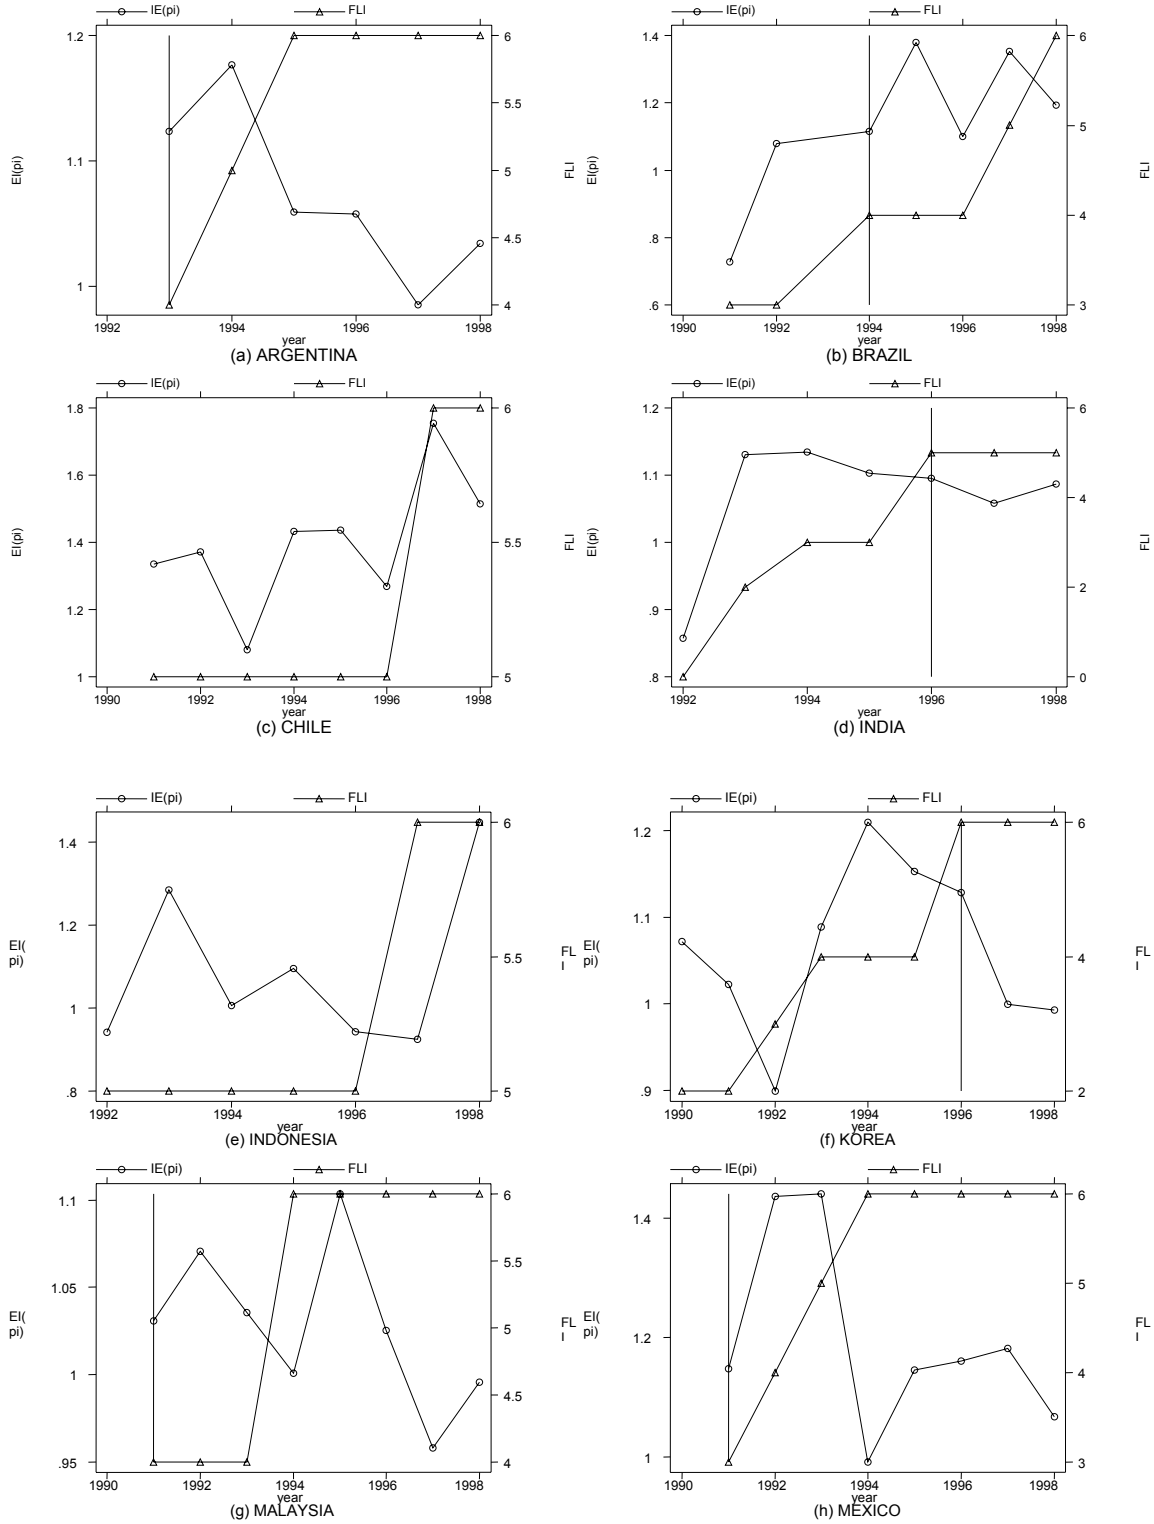 IE(pi) FLI
EI(pi)
FLI
1.2
1.1
1
6
5.5
5
4.5
4
1992 1994 1996 1998
year
(a) ARGENTINA
IE(pi) FLI
EI(pi)
FLI
1.4
1.2
1
.8
.6
6
5
4
3
1990 1992 1994 1996 1998
year
(b) BRAZIL
IE(pi) FLI
EI(pi)
FLI
1.8
1.6
1.4
1.2
1
6
5.5
5
1990 1992 1994 1996 1998
year
(c) CHILE
IE(pi) FLI
EI(pi)
FLI
1.2
1.1
1
.9
.8
6
4
2
0
1992 1994 1996 1998
year
(d) INDIA
IE(pi) FLI
EI(
pi)
FL
I
1.4
1.2
1
.8
6
5.5
5
1992 1994 1996 1998
year
(e) INDONESIA
IE(pi) FLI
EI(
pi)
FL
I
1.2
1.1
1
.9
6
4
2
1990 1992 1994 1996 1998
year
(f) KOREA
IE(pi) FLI
EI(
pi)
FL
I
1.1
1.05
1
.95
6
5.5
5
4.5
4
1990 1992 1994 1996 1998
year
(g) MALAYSIA
IE(pi) FLI
EI(
pi)
FL
I
1.4
1.2
1
6
5
4
3
1990 1992 1994 1996 1998
year
(h) MEXICO